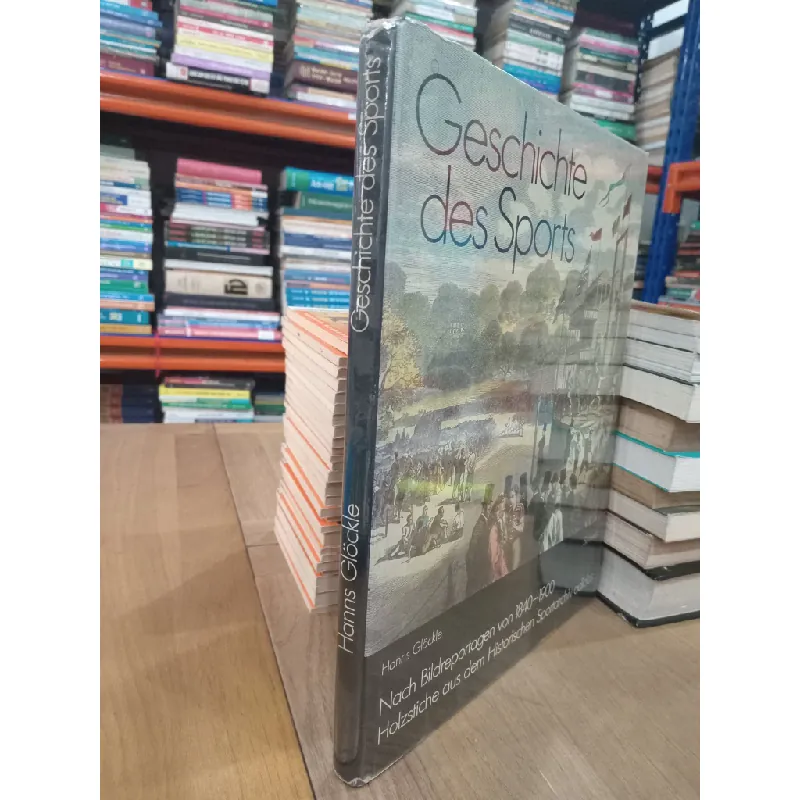 Geschichte des Sports
Hanns Glöckle
Geschichte
des Sports
Hanns Glöckle
Nach Bildreportagen von 1840–1900
Holzstiche aus dem Historischen Sportarchiv